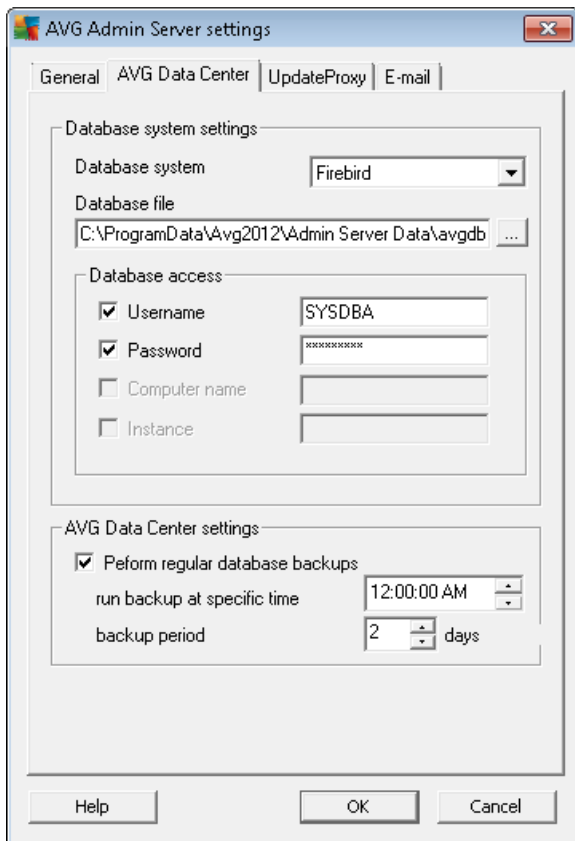 AVG Admin Server settings
General AVG Data Center UpdateProxy E-mail
Database system settings
Database system Firebird
Database file
C:\ProgramData\Avg2012\Admin Server Data\avgdb ...
Database access
Username SYSDBA
Password *********
Computer name
Instance
AVG Data Center settings
Peform regular database backups
run backup at specific time 12:00:00 AM
backup period 2 days
Help OK Cancel